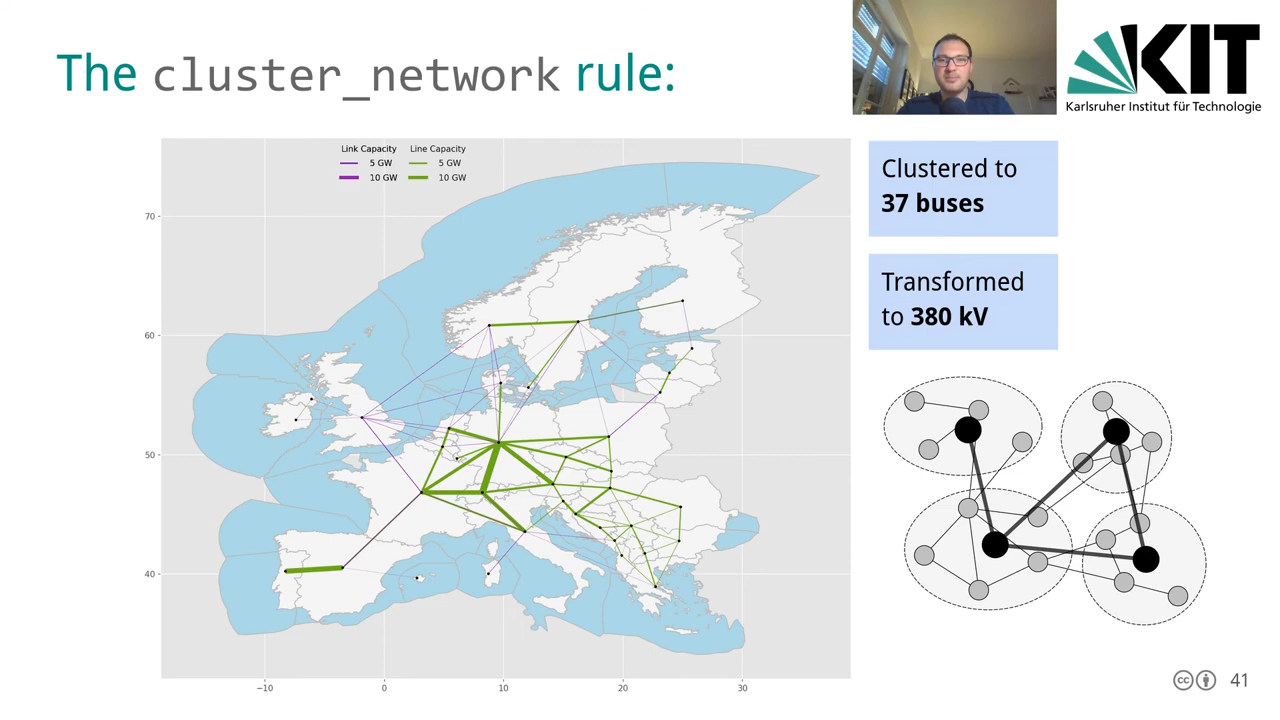 The cluster_network rule:
KIT
Karlsruher Institut für Technologie
Link Capacity Line Capacity
5 GW 5 GW
10 GW 10 GW
70
60
50
40
−10 0 10 20 30
Clustered to
37 buses
Transformed
to 380 kV
cc 41